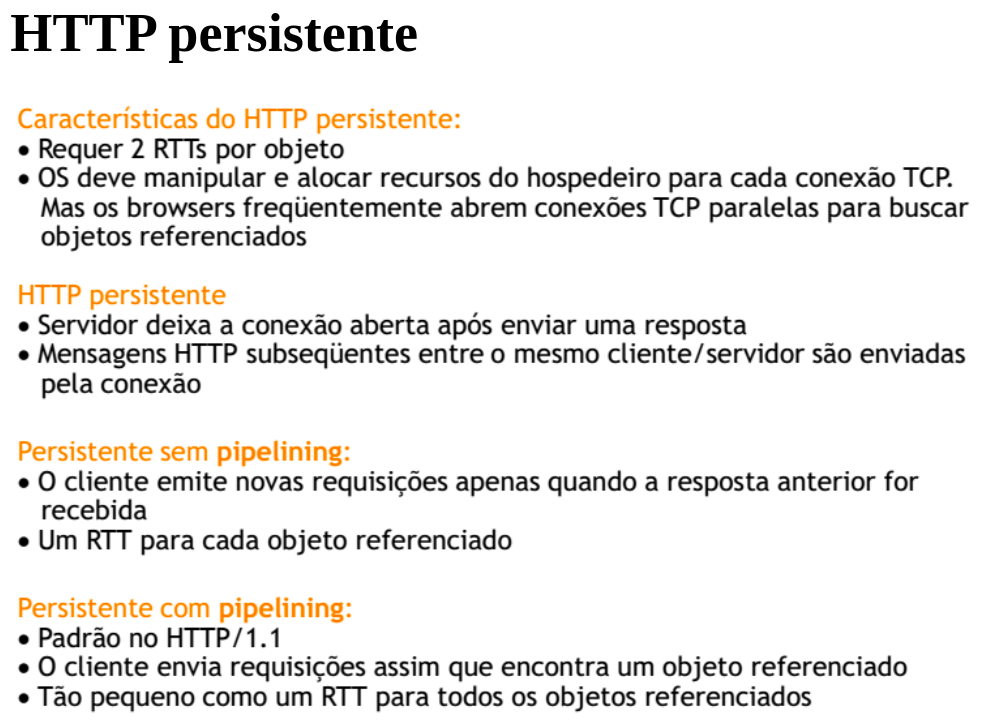 HTTP persistente
Características do HTTP persistente:
• Requer 2 RTTs por objeto
• OS deve manipular e alocar recursos do hospedeiro para cada conexão TCP.
Mas os browsers freqüentemente abrem conexões TCP paralelas para buscar
objetos referenciados
HTTP persistente
• Servidor deixa a conexão aberta após enviar uma resposta
• Mensagens HTTP subseqüentes entre o mesmo cliente/servidor são enviadas
pela conexão
Persistente sem pipelining:
• O cliente emite novas requisições apenas quando a resposta anterior for
recebida
• Um RTT para cada objeto referenciado
Persistente com pipelining:
• Padrão no HTTP/1.1
• O cliente envia requisições assim que encontra um objeto referenciado
• Tão pequeno como um RTT para todos os objetos referenciados